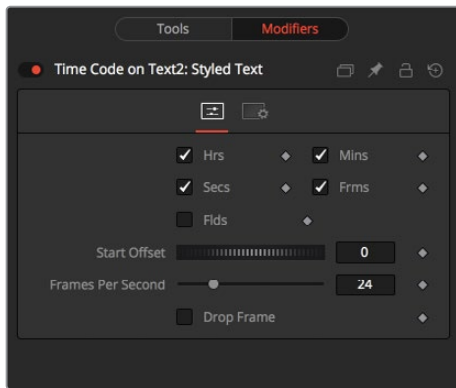 Tools Modifiers
Time Code on Text2: Styled Text
Hrs Mins
Secs Frms
Flds
Start Offset 0
Frames Per Second 24
Drop Frame